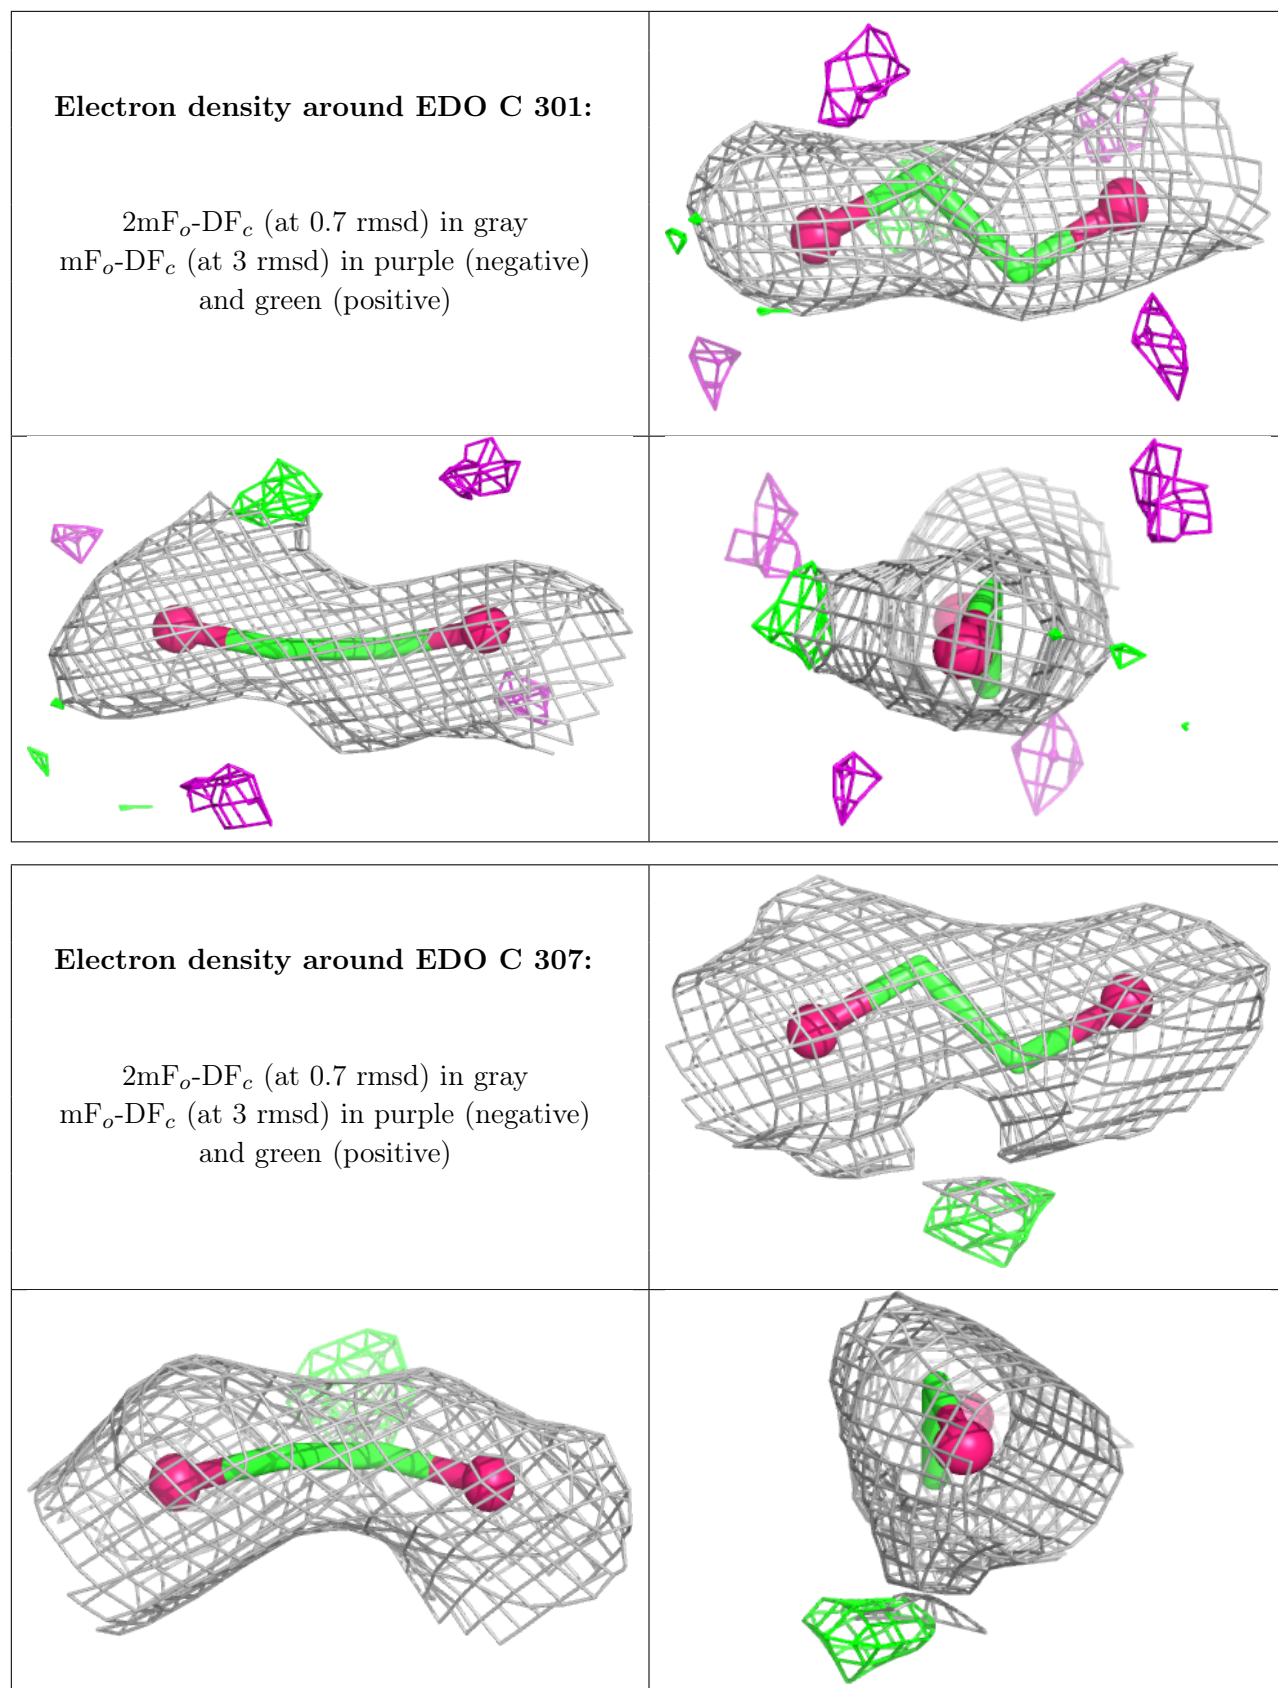 Electron density around EDO C 301:
2mFo-DFc (at 0.7 rmsd) in gray
mFo-DFc (at 3 rmsd) in purple (negative)
and green (positive)
Electron density around EDO C 307:
2mFo-DFc (at 0.7 rmsd) in gray
mFo-DFc (at 3 rmsd) in purple (negative)
and green (positive)